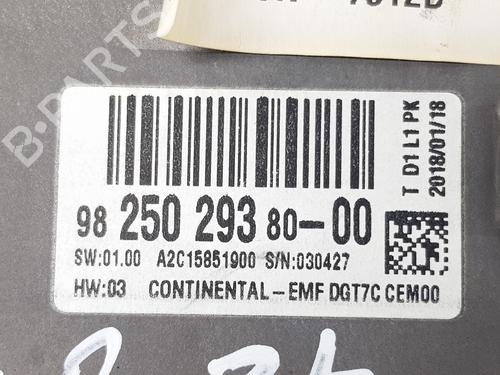 B-PARTS
98 250 293 80-00
SW:01.00 A2C15851900 S/N:030427
HW:03 CONTINENTAL-EMF DGT7C CEM00
T D1 L1 PK
2018/01/18